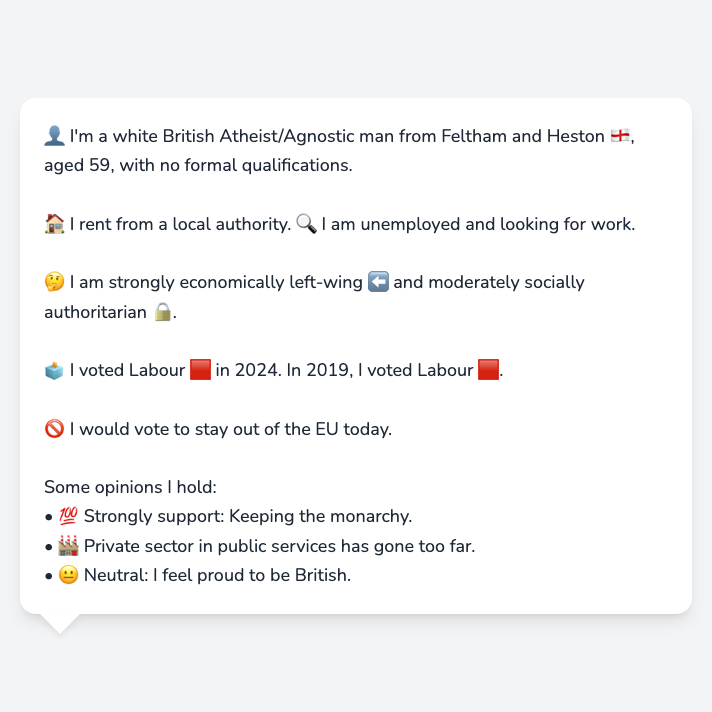 👤 I'm a white British Atheist/Agnostic man from Feltham and Heston 🏴󠁧󠁢󠁥󠁮󠁧󠁿,
aged 59, with no formal qualifications.
🏠 I rent from a local authority. 🔍 I am unemployed and looking for work.
🤔 I am strongly economically left-wing ⬅️ and moderately socially
authoritarian 🔒.
🗳️ I voted Labour 🟥 in 2024. In 2019, I voted Labour 🟥.
🚫 I would vote to stay out of the EU today.
Some opinions I hold:
• 💯 Strongly support: Keeping the monarchy.
• 🏭 Private sector in public services has gone too far.
• 😐 Neutral: I feel proud to be British.